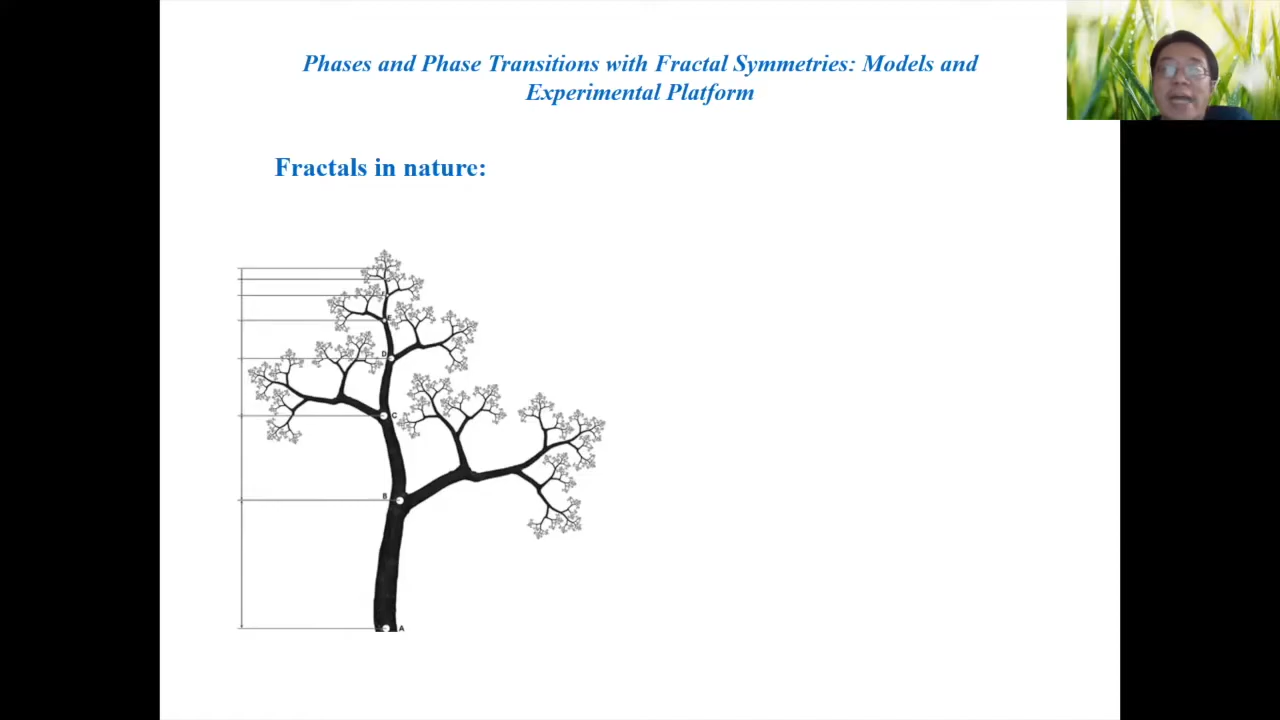 Phases and Phase Transitions with Fractal Symmetries: Models and
Experimental Platform
Fractals in nature:
F
E
D
C
B
A